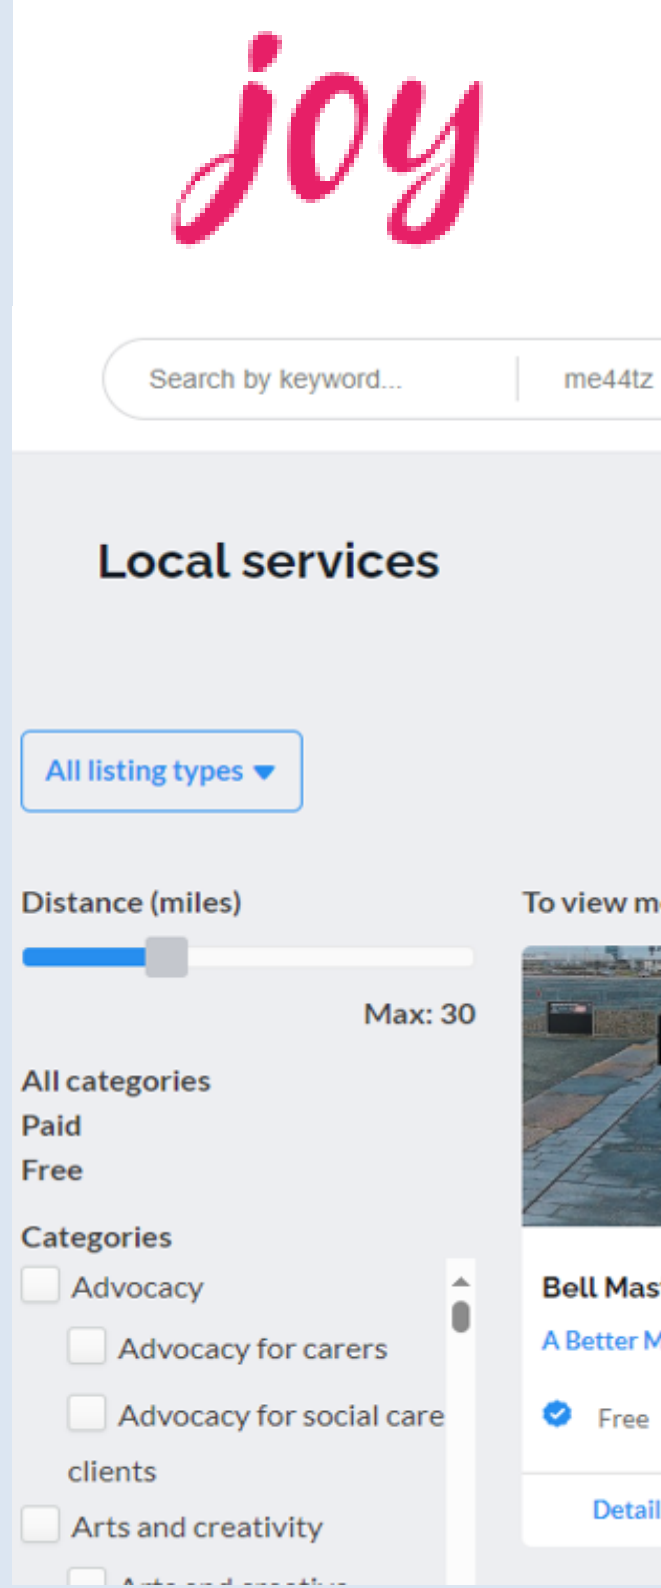 joy
Search by keyword... me44tz
Local services
All listing types
Distance (miles)
To view m
Max: 30
All categories
Paid
Free
Categories
Advocacy
Advocacy for carers
Advocacy for social care
clients
Arts and creativity
Bell Mas
A Better M
Free
Detail